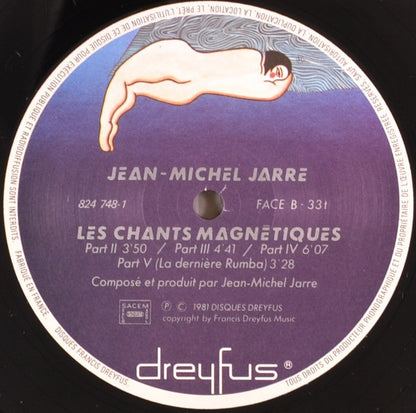 JEAN-MICHEL JARRE
824 748-1
FACE B - 33t
LES CHANTS MAGNÉTIQUES
Part II 3'50 / Part III 4'41 / Part IV 6'07
Part V (La dernière Rumba) 3'28
Composé et produit par Jean-Michel Jarre
SACEM
Ⓟ © 1981 DISQUES DREYFUS
copyright by Francis Dreyfus Music
dreyfus®
DISQUES FRANCIS DREYFUS.
FABRIQUÉ EN FRANCE.
TOUS DROITS DU PRODUCTEUR PHONOGRAPHIQUE ET DU PROPRIÉTAIRE DE L'ŒUVRE ENREGISTRÉE RÉSERVÉS. SAUF AUTORISATION, LA DUPLICATION, LA LOCATION, LE PRÊT, L'UTILISATION DE CE DISQUE POUR EXÉCUTION PUBLIQUE ET RADIODIFFUSION SONT INTERDITS